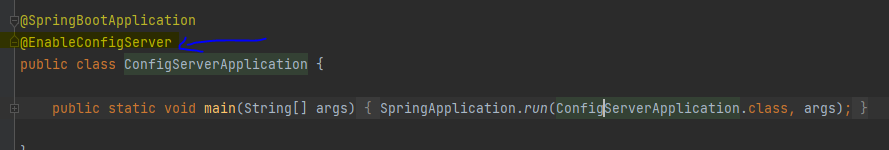 @SpringBootApplication
@EnableConfigServer
public class ConfigServerApplication {
public static void main(String[] args) { SpringApplication.run(ConfigServerApplication.class, args); }
}